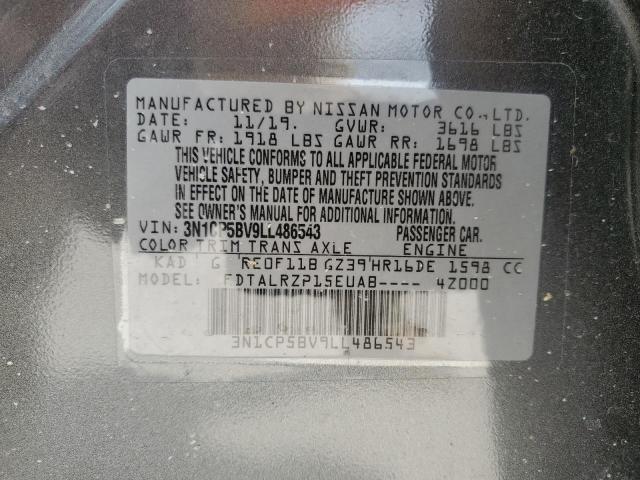 MANUFACTURED BY NISSAN MOTOR CO., LTD.
DATE: 11/19. GVWR: 3616 LBS
GAWR FR: 1918 LBS GAWR RR: 1698 LBS
THIS VEHICLE CONFORMS TO ALL APPLICABLE FEDERAL MOTOR
VEHICLE SAFETY, BUMPER AND THEFT PREVENTION STANDARDS
IN EFFECT ON THE DATE OF MANUFACTURE SHOWN ABOVE.
SEE OWNER'S MANUAL FOR ADDITIONAL INFORMATION.
VIN: 3N1CP5BV9LL486543 PASSENGER CAR.
COLOR TRIM TRANS AXLE ENGINE
KAD G RE0F11B GZ39 HR16DE 1598 CC
MODEL: FDTALRZP15EUAB---- 4Z000
3N1CP5BV9LL486543